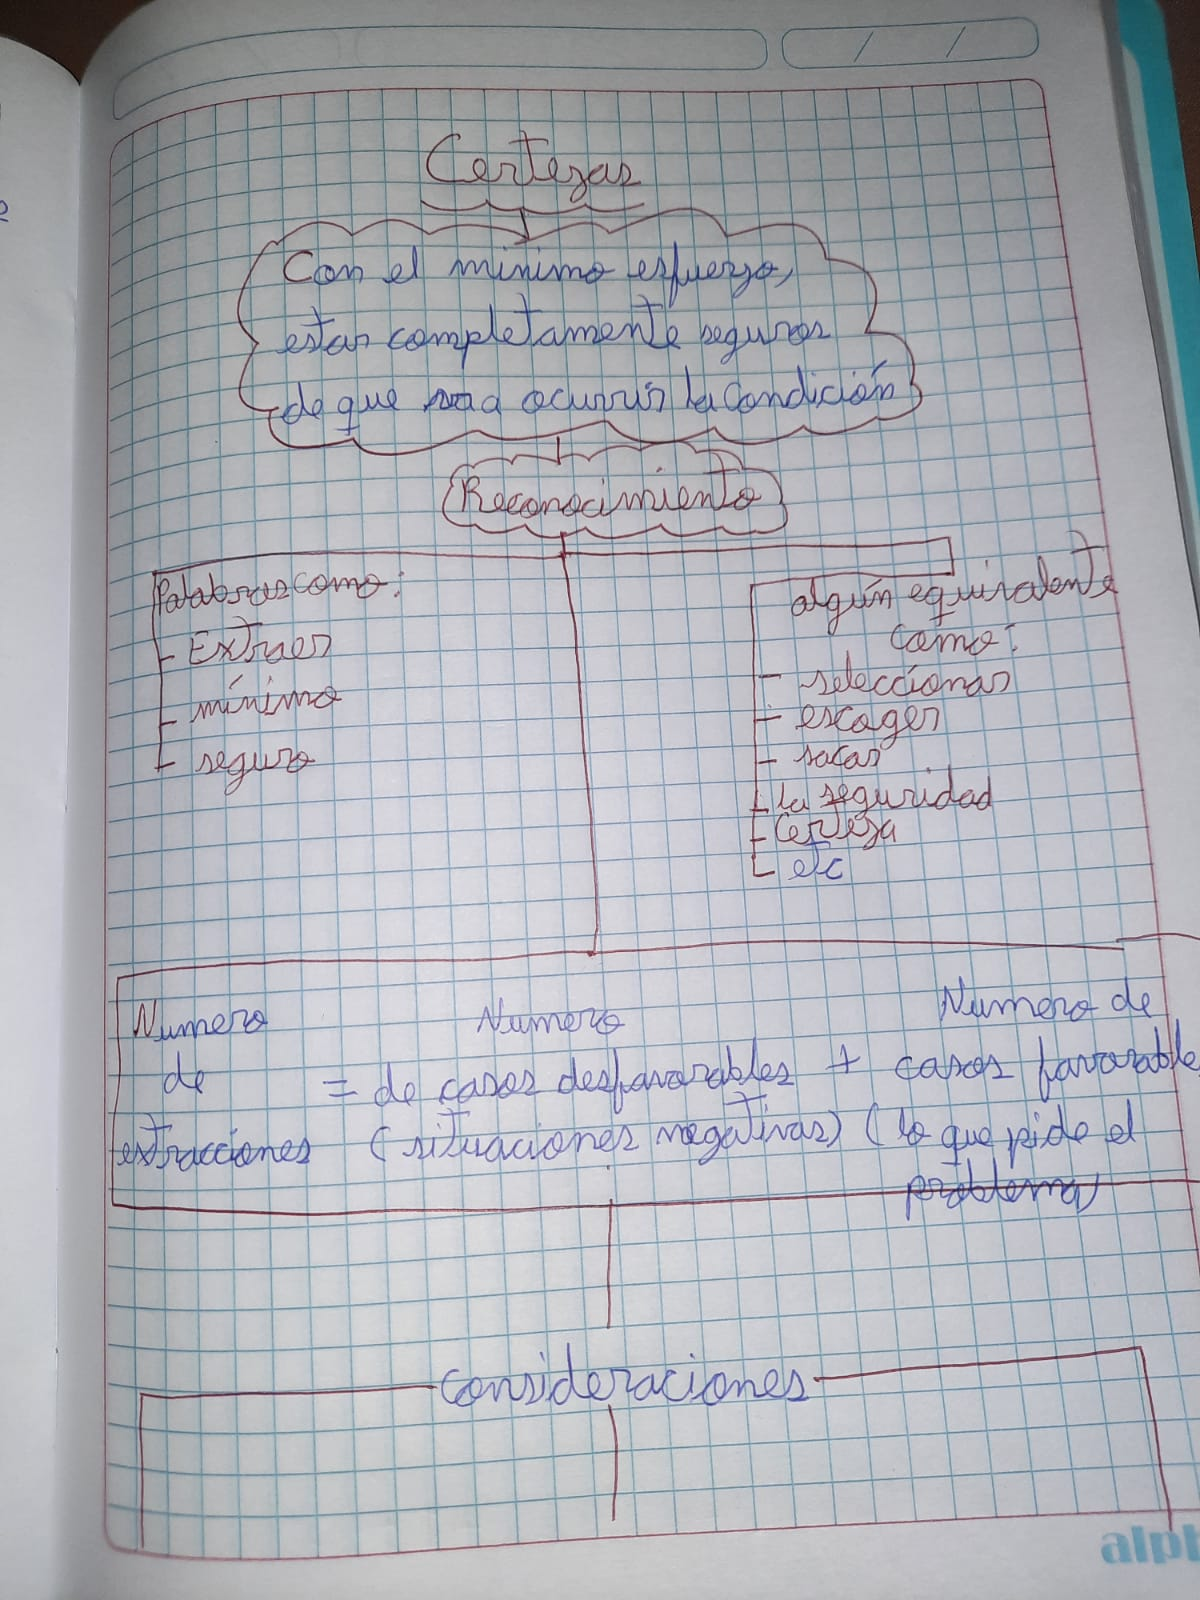 Certezas
Con el mínimo esfuerzo,
estar completamente seguros
de que va a ocurrir la condición
Reconocimiento
Palabras como:
- Extraer
- mínimo
- seguro
algún equivalente
como:
- seleccionar
- escoger
- sacar
- la seguridad
- Certeza
- etc
Numero Numero Numero de
de = de casos desfavorables + casos favorables
extracciones (situaciones negativas) (lo que pide el
problema)
Consideraciones